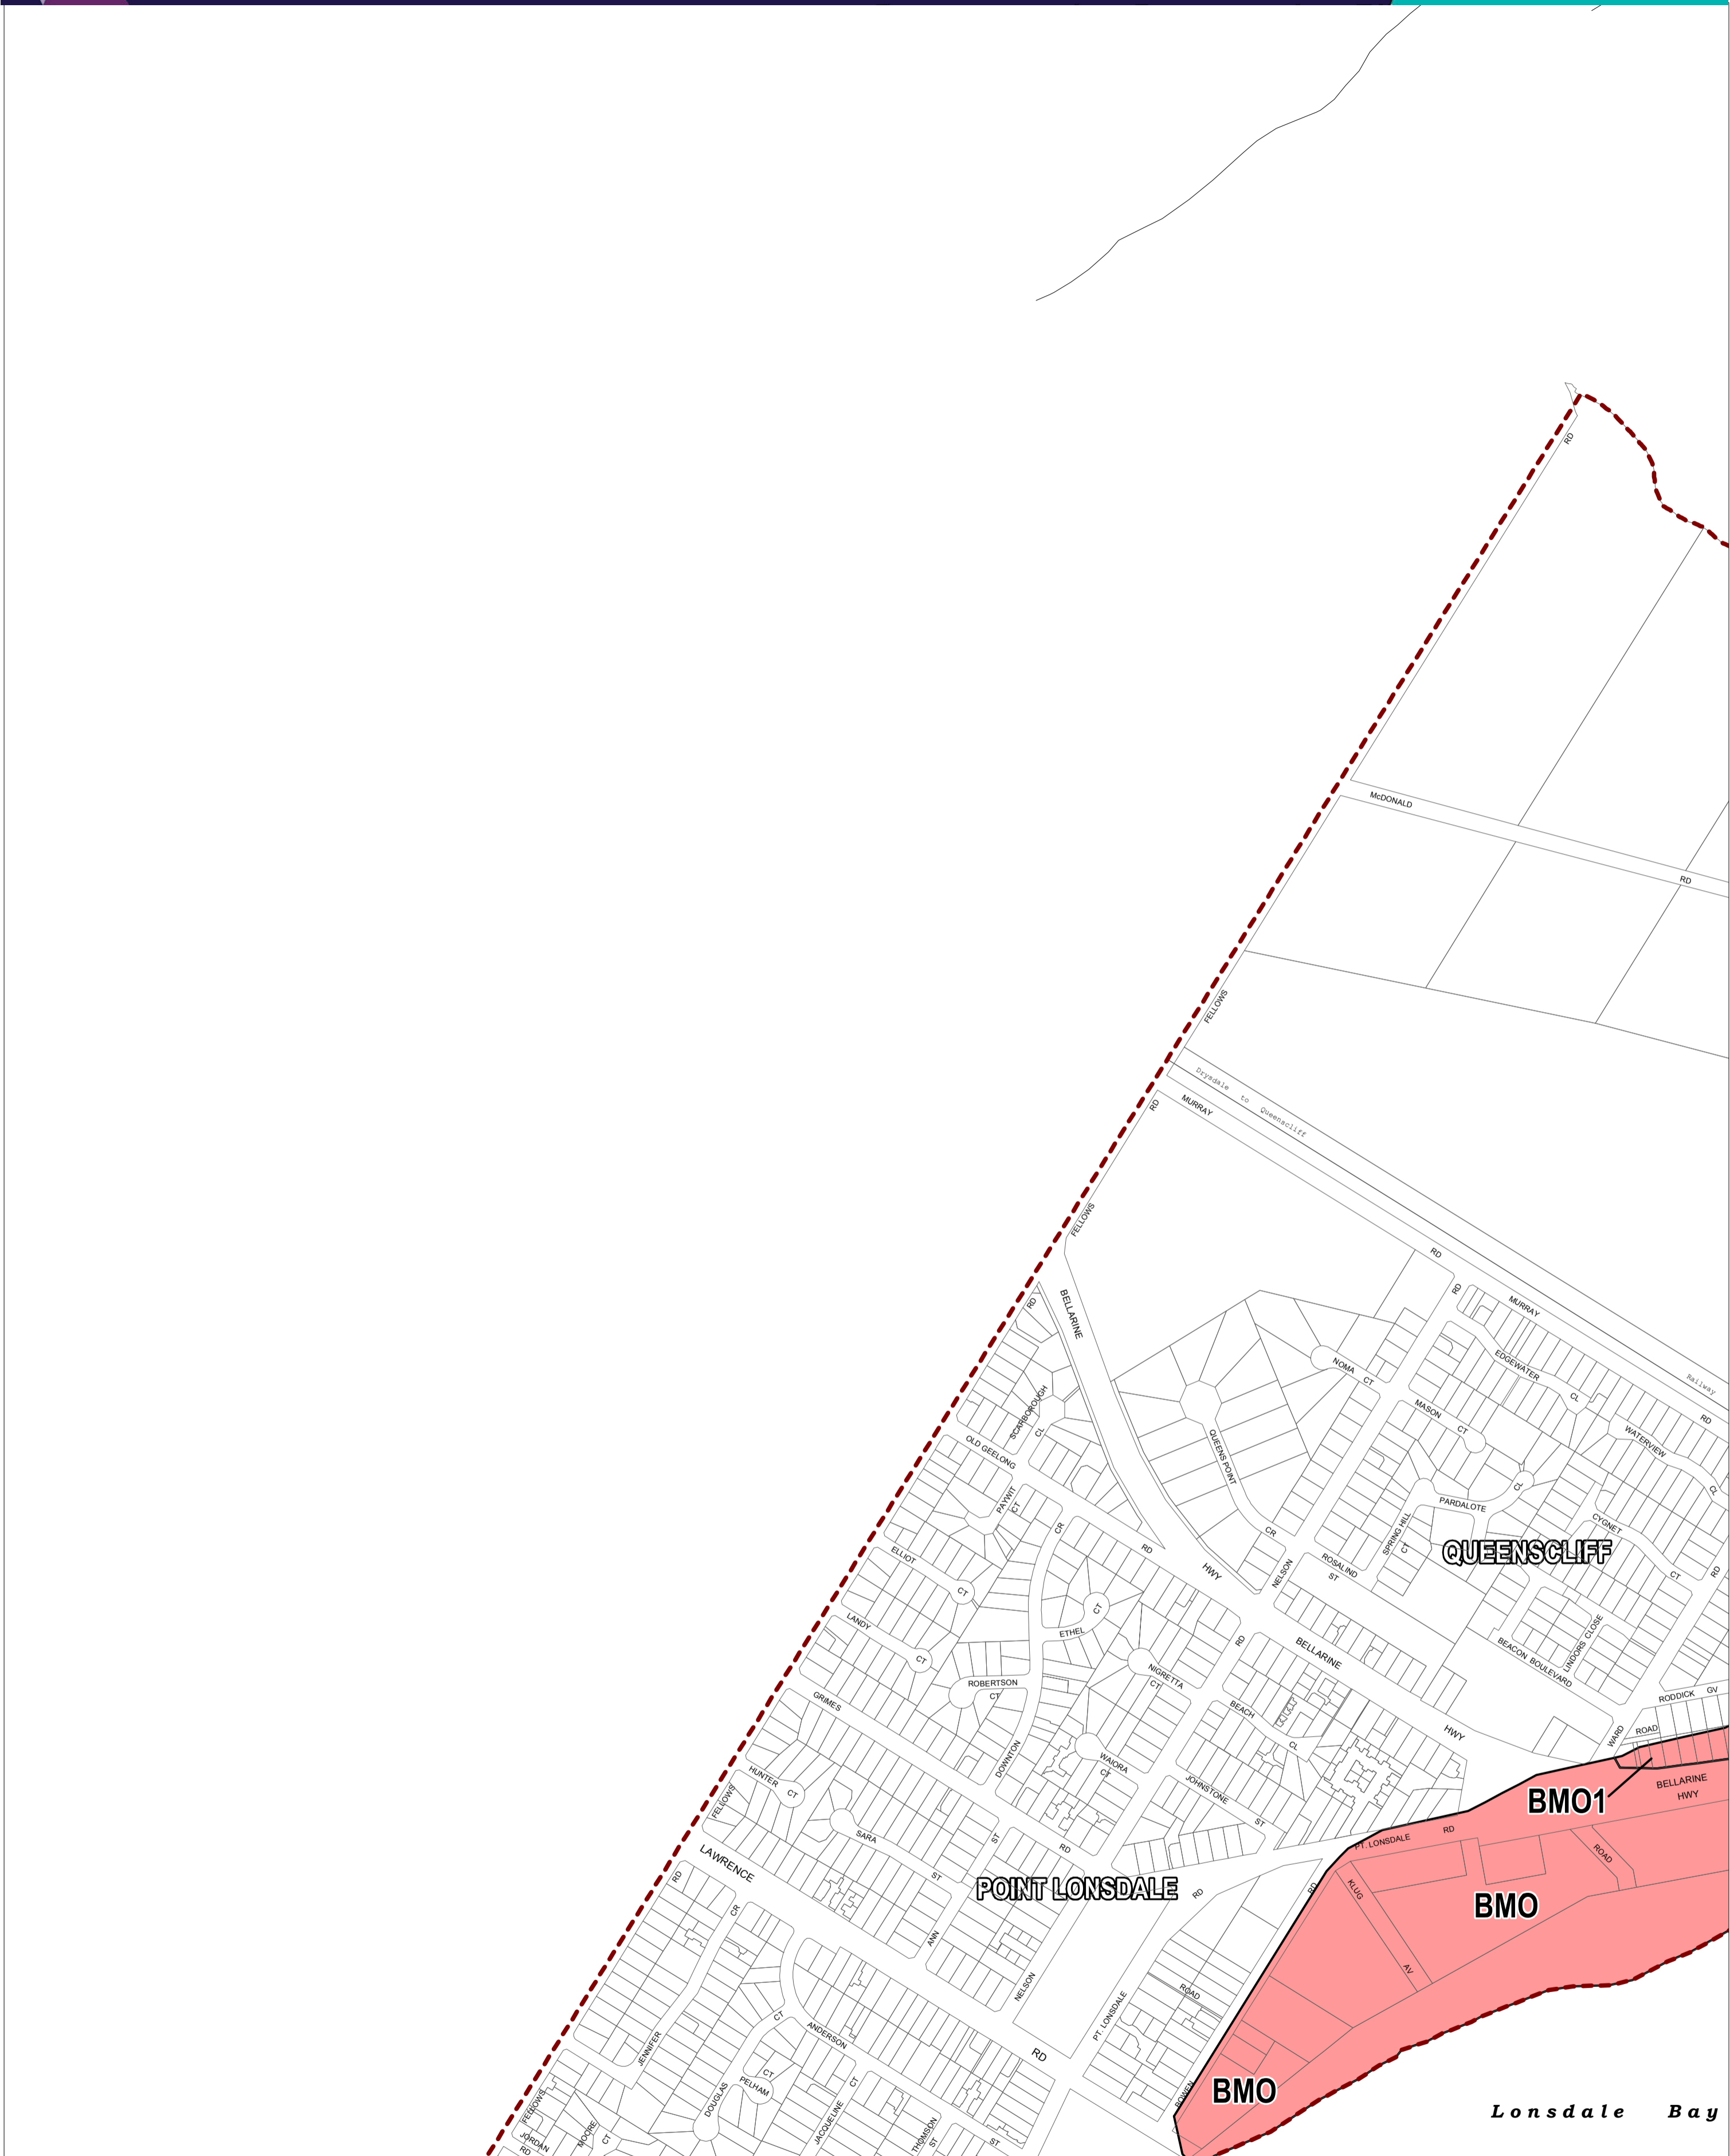 RD
McDONALD
RD
FELLOWS
Drysdale to Queenscliff
RD
MURRAY
FELLOWS
RD
RD
MURRAY
BELLARINE
RD
NOMA CT
EDGEWATER CL
Railway
SCARBOROUGH CL
MASON CT
RD
OLD GEELONG
QUEENS POINT
WATERVIEW CL
CL
PAYWIT CT
PARDALOTE
CYGNET
CR
CR
SPRING HILL CT
ELLIOT CT
RD
HWY
NELSON
ROSALIND ST
QUEENSCLIFF
CT
RD
LANDY CT
ETHEL CT
RD
BELLARINE
BEACON BOULEVARD
LINDORS CLOSE
ROBERTSON CT
NIGRETTA CT
RODDICK GV
GRIMES
BEACH CL
HWY
WARD
ROAD
DOWNTON
WAIORA CT
HUNTER CT
JOHNSTONE ST
BELLARINE HWY
BMO1
FELLOWS
SARA ST
ST
RD
PT. LONSDALE RD
ROAD
LAWRENCE
RD
POINT LONSDALE
RD
RD
KLUG
BMO
CR
ANN
AV
NELSON
ROAD
PT. LONSDALE
CT
ANDERSON
JENNIFER
RD
CT
PELHAM
CT
BOWEN
BMO
FELLOWS
DOUGLAS
JACQUELINE
THOMSON ST
ST
Lonsdale Bay
JORDAN
RD
MOORE CT